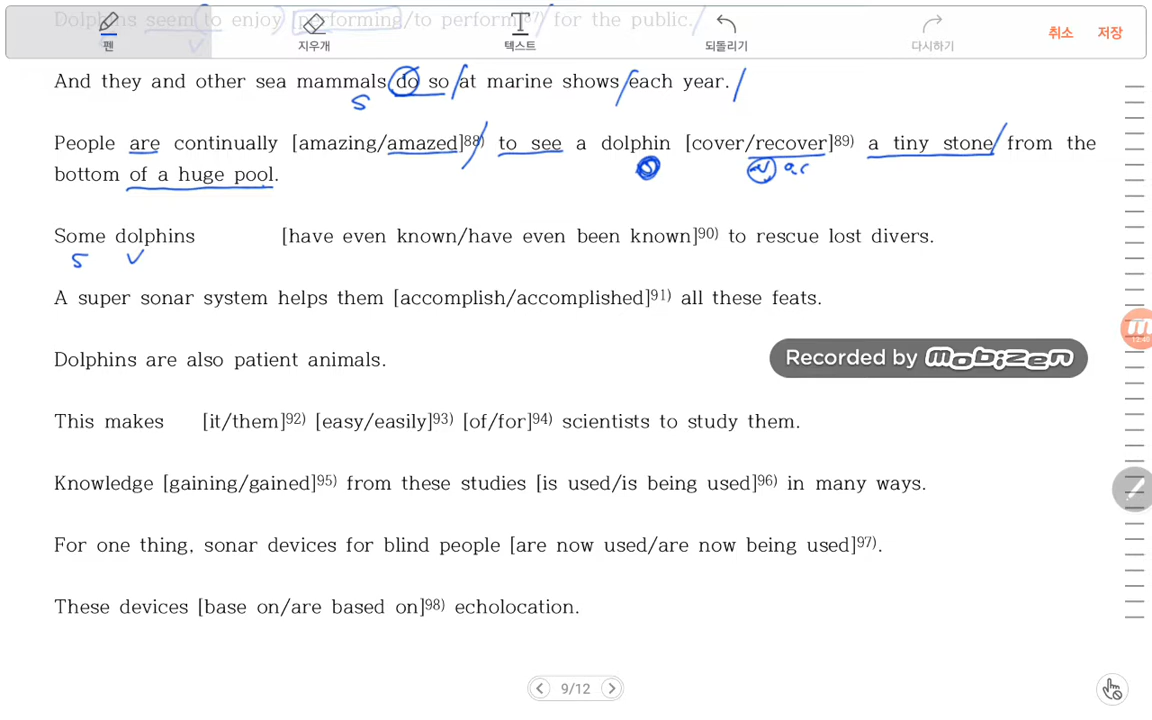 Dolphins seem to enjoy [performing/to perform]87) for the public.
펜 지우개 텍스트 되돌리기 다시하기 취소 저장
And they and other sea mammals do so at marine shows each year.
S
People are continually [amazing/amazed]88) to see a dolphin [cover/recover]89) a tiny stone from the
bottom of a huge pool.
Some dolphins [have even known/have even been known]90) to rescue lost divers.
S V
A super sonar system helps them [accomplish/accomplished]91) all these feats.
12:40
Dolphins are also patient animals.
Recorded by mobizen
This makes [it/them]92) [easy/easily]93) [of/for]94) scientists to study them.
Knowledge [gaining/gained]95) from these studies [is used/is being used]96) in many ways.
For one thing, sonar devices for blind people [are now used/are now being used]97).
These devices [base on/are based on]98) echolocation.
9/12